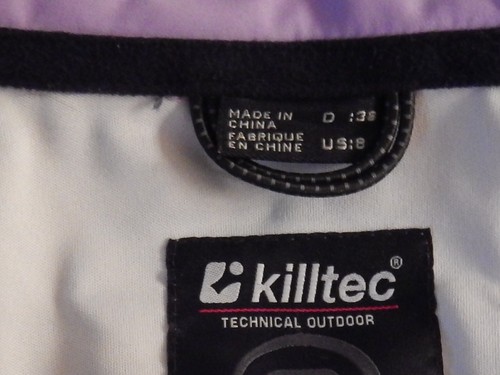 MADE IN CHINA D :38
FABRIQUE EN CHINE US:8
killtec®
TECHNICAL OUTDOOR